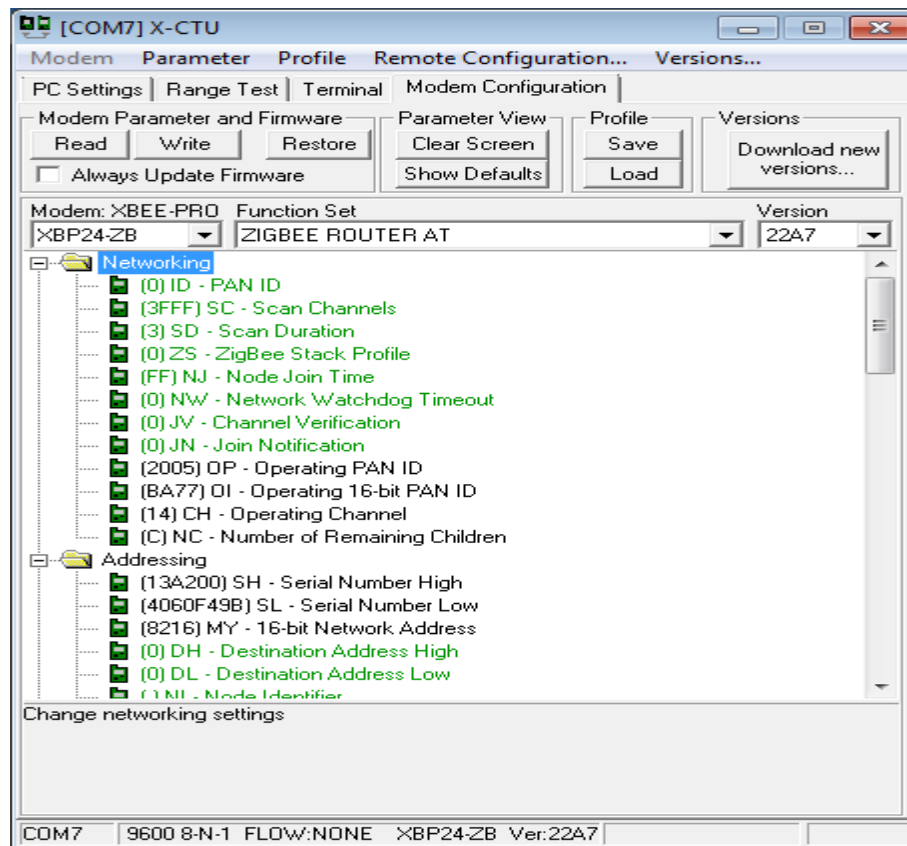 [COM7] X-CTU
Modem Parameter Profile Remote Configuration... Versions...
PC Settings Range Test Terminal Modem Configuration
Modem Parameter and Firmware Parameter View Profile Versions
Read Write Restore Clear Screen Save Download new versions...
Always Update Firmware Show Defaults Load
Modem: XBEE-PRO Function Set Version
XBP24-ZB ZIGBEE ROUTER AT 22A7
Networking
(0) ID - PAN ID
(3FFF) SC - Scan Channels
(3) SD - Scan Duration
(0) ZS - ZigBee Stack Profile
(FF) NJ - Node Join Time
(0) NW - Network Watchdog Timeout
(0) JV - Channel Verification
(0) JN - Join Notification
(2005) OP - Operating PAN ID
(BA77) OI - Operating 16-bit PAN ID
(14) CH - Operating Channel
(C) NC - Number of Remaining Children
Addressing
(13A200) SH - Serial Number High
(4060F49B) SL - Serial Number Low
(8216) MY - 16-bit Network Address
(0) DH - Destination Address High
(0) DL - Destination Address Low
( ) NI - Node Identifier
Change networking settings
COM7 9600 8-N-1 FLOW:NONE XBP24-ZB Ver:22A7